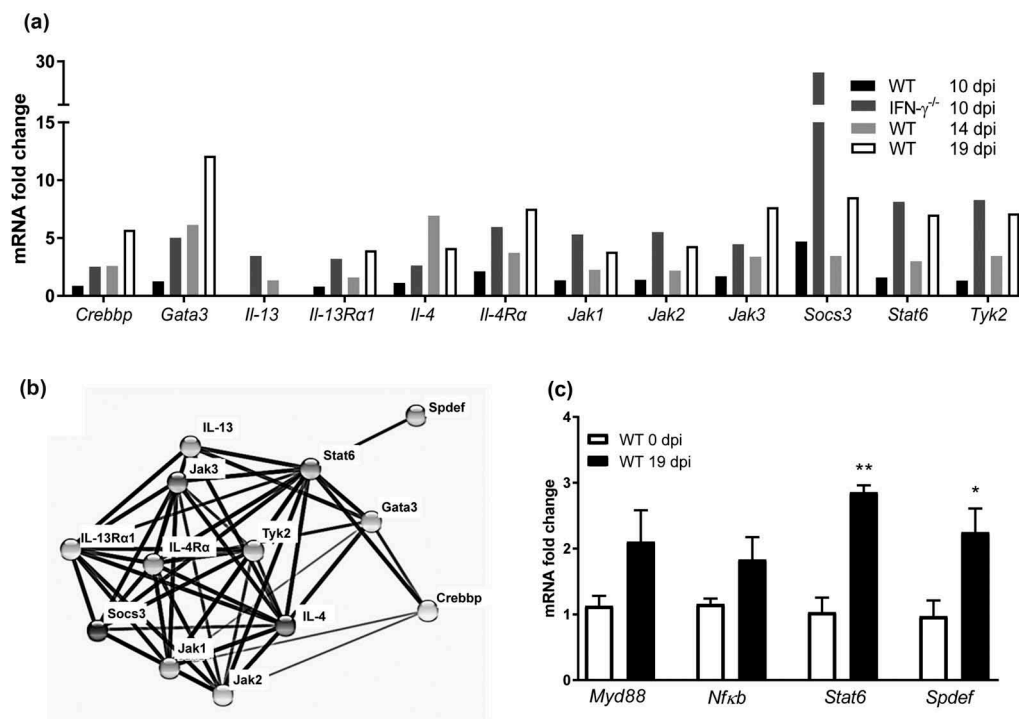 (a)
mRNA fold change
30
15
10
5
0
WT 10 dpi
IFN-γ-/- 10 dpi
WT 14 dpi
WT 19 dpi
Crebbp Gata3 Il-13 Il-13Rα1 Il-4 Il-4Rα Jak1 Jak2 Jak3 Socs3 Stat6 Tyk2
(b)
Spdef
IL-13
Stat6
Jak3
Gata3
Tyk2
IL-13Rα1
IL-4Rα
Crebbp
Socs3
IL-4
Jak1
Jak2
(c)
mRNA fold change
4
3
2
1
0
WT 0 dpi
WT 19 dpi
**
*
Myd88 Nfκb Stat6 Spdef